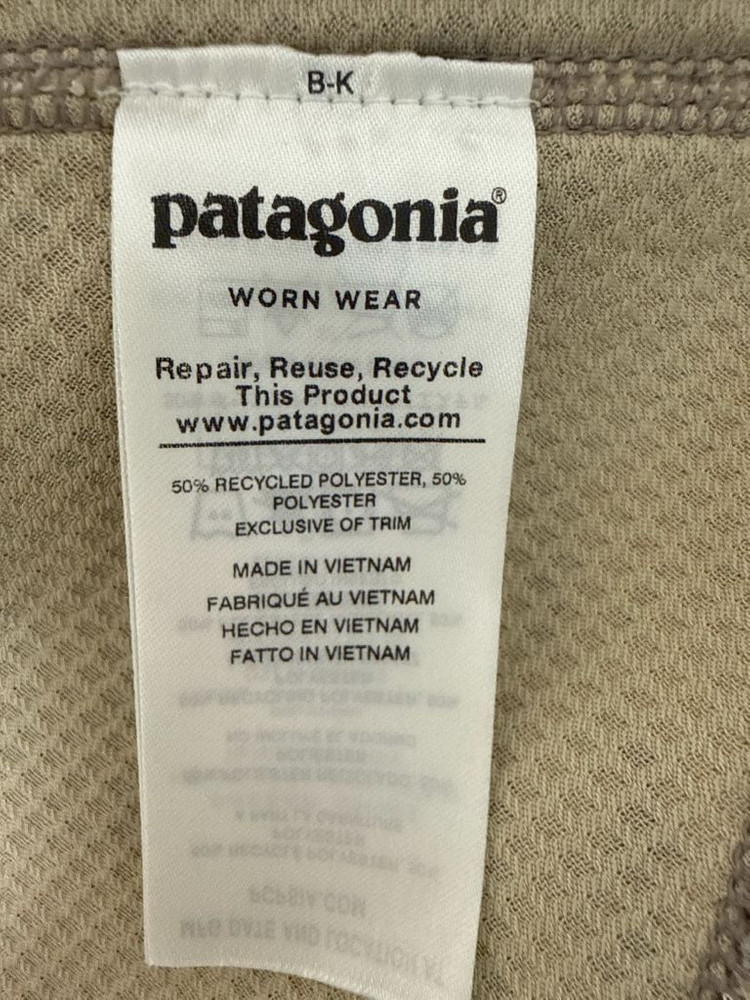 B-K
patagonia®
WORN WEAR
Repair, Reuse, Recycle
This Product
www.patagonia.com
50% RECYCLED POLYESTER, 50%
POLYESTER
EXCLUSIVE OF TRIM
MADE IN VIETNAM
FABRIQUÉ AU VIETNAM
HECHO EN VIETNAM
FATTO IN VIETNAM